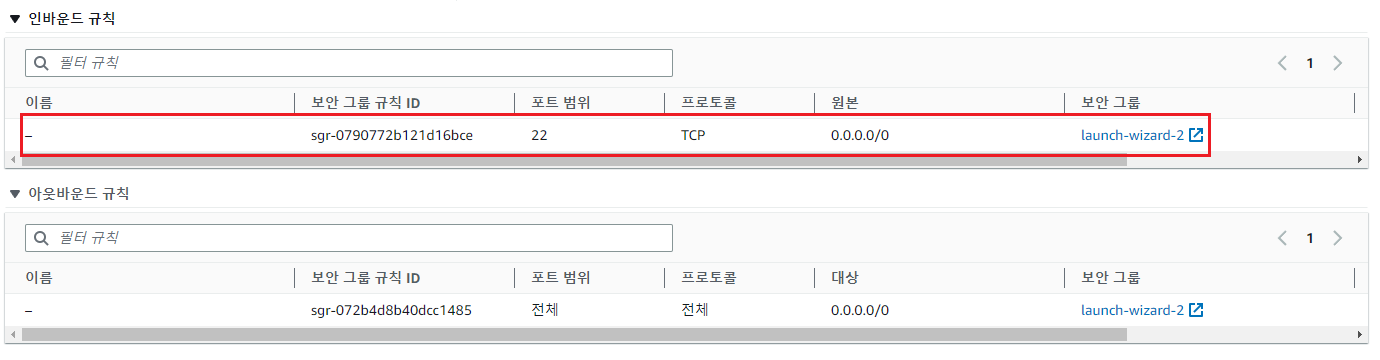 ▼ 인바운드 규칙
필터 규칙
1
이름 보안 그룹 규칙 ID 포트 범위 프로토콜 원본 보안 그룹
– sgr-0790772b121d16bce 22 TCP 0.0.0.0/0 launch-wizard-2
▼ 아웃바운드 규칙
필터 규칙
1
이름 보안 그룹 규칙 ID 포트 범위 프로토콜 대상 보안 그룹
– sgr-072b4d8b40dcc1485 전체 전체 0.0.0.0/0 launch-wizard-2